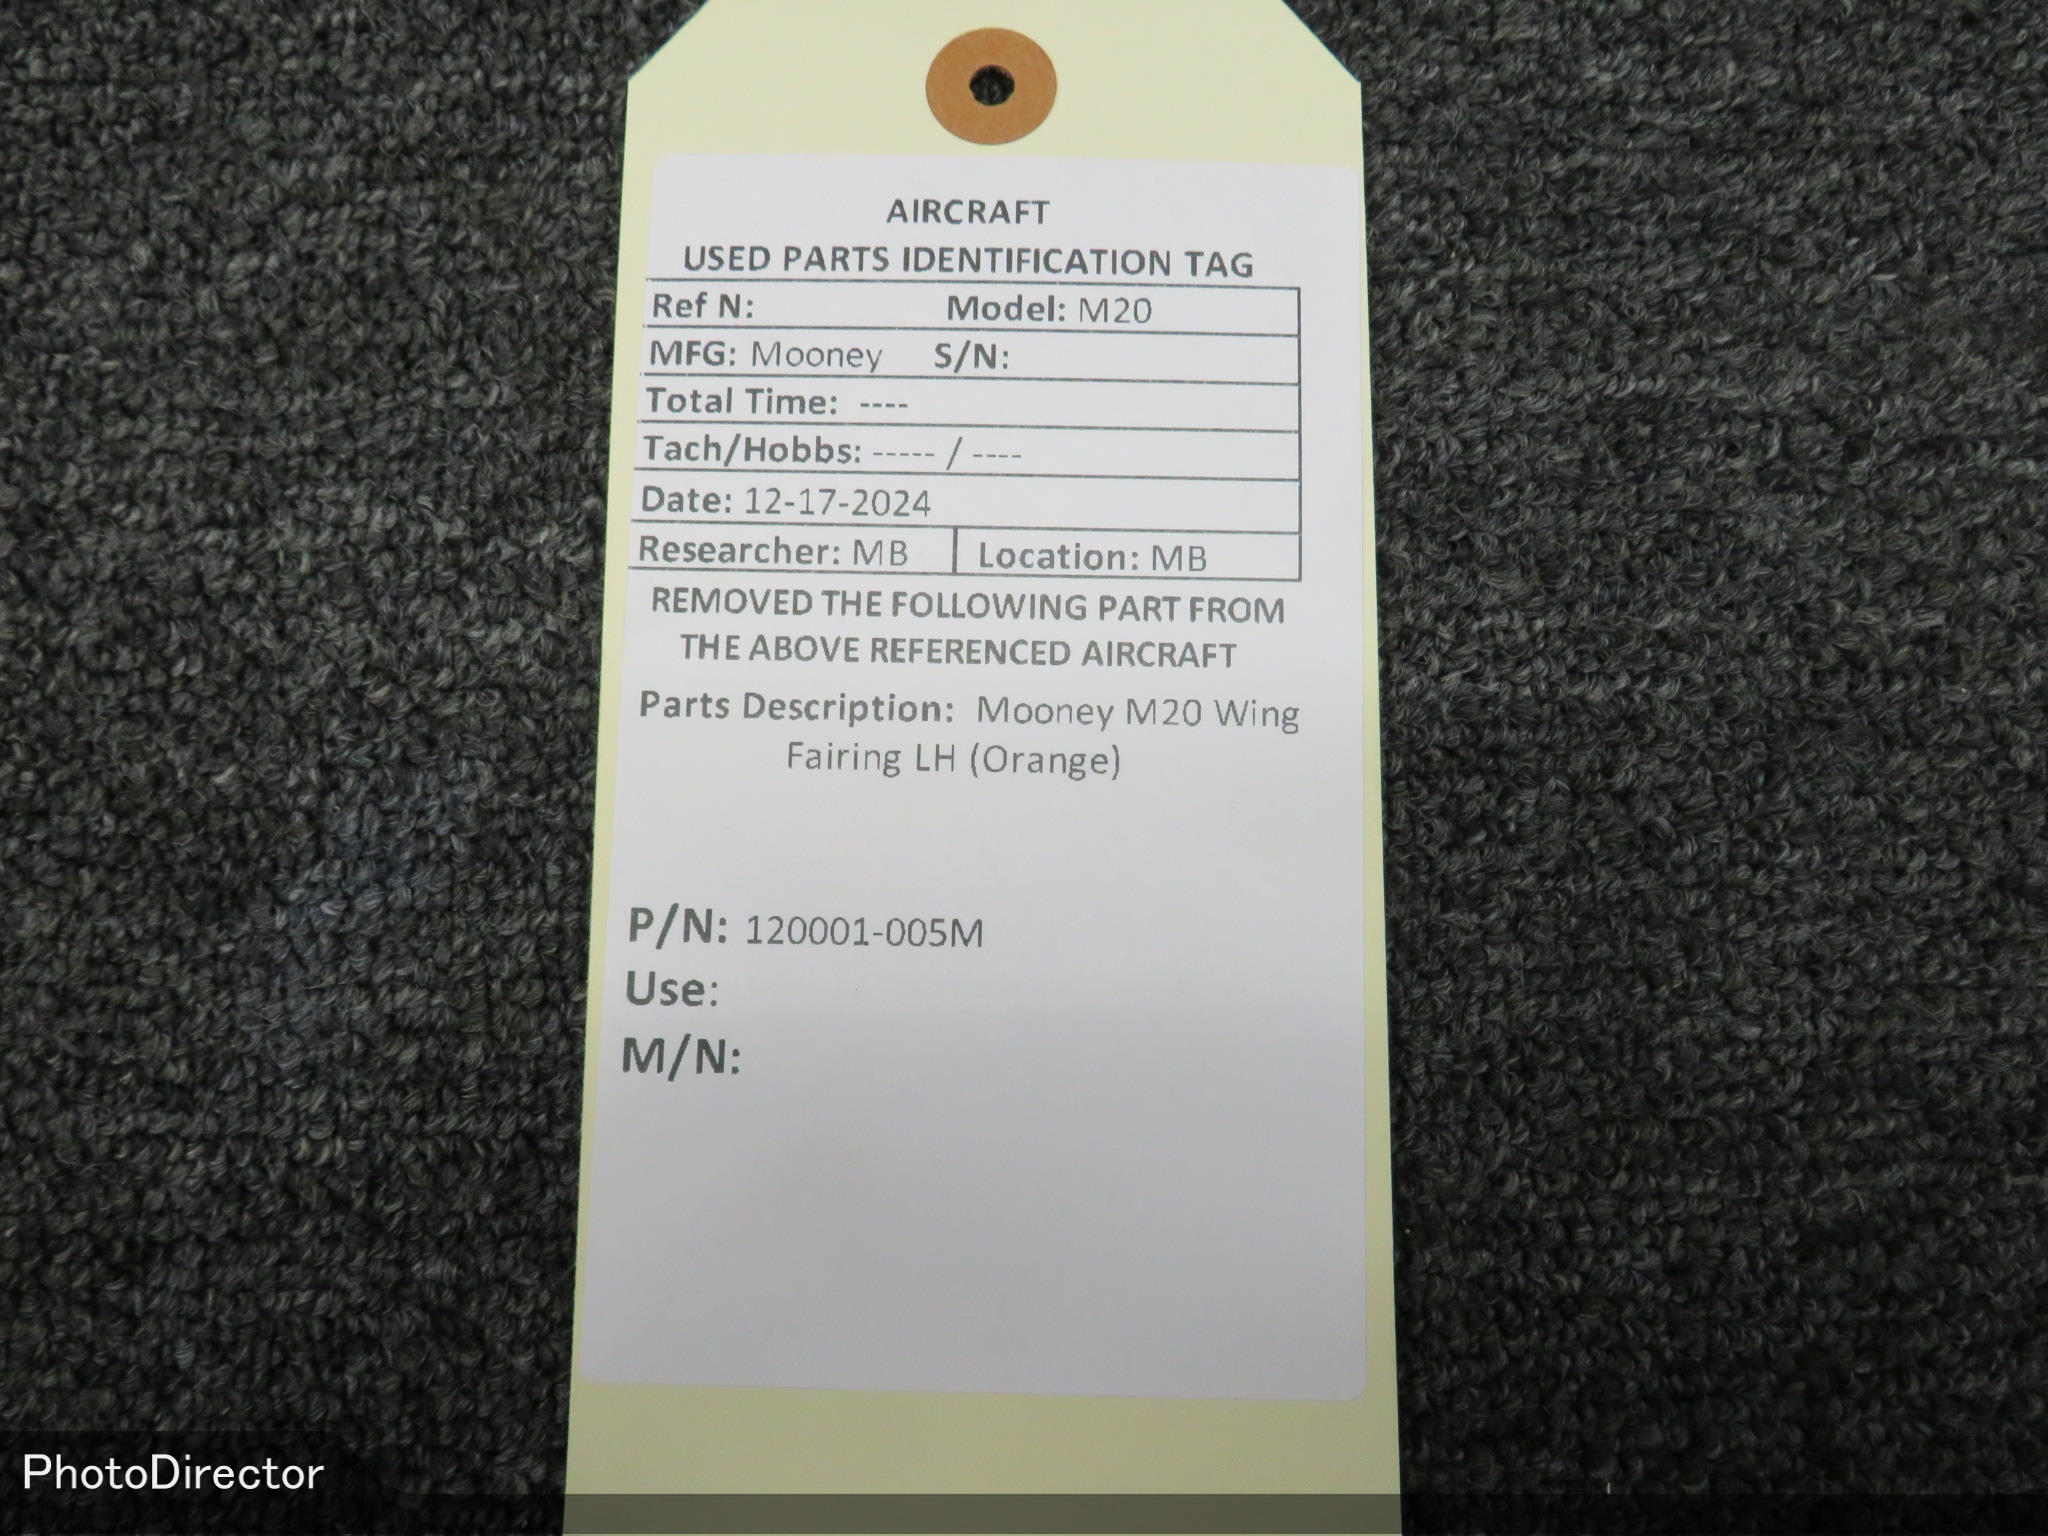 AIRCRAFT
USED PARTS IDENTIFICATION TAG
Ref N: Model: M20
MFG: Mooney S/N:
Total Time: ----
Tach/Hobbs: ----- / ----
Date: 12-17-2024
Researcher: MB Location: MB
REMOVED THE FOLLOWING PART FROM
THE ABOVE REFERENCED AIRCRAFT
Parts Description: Mooney M20 Wing
Fairing LH (Orange)
P/N: 120001-005M
Use:
M/N:
PhotoDirector